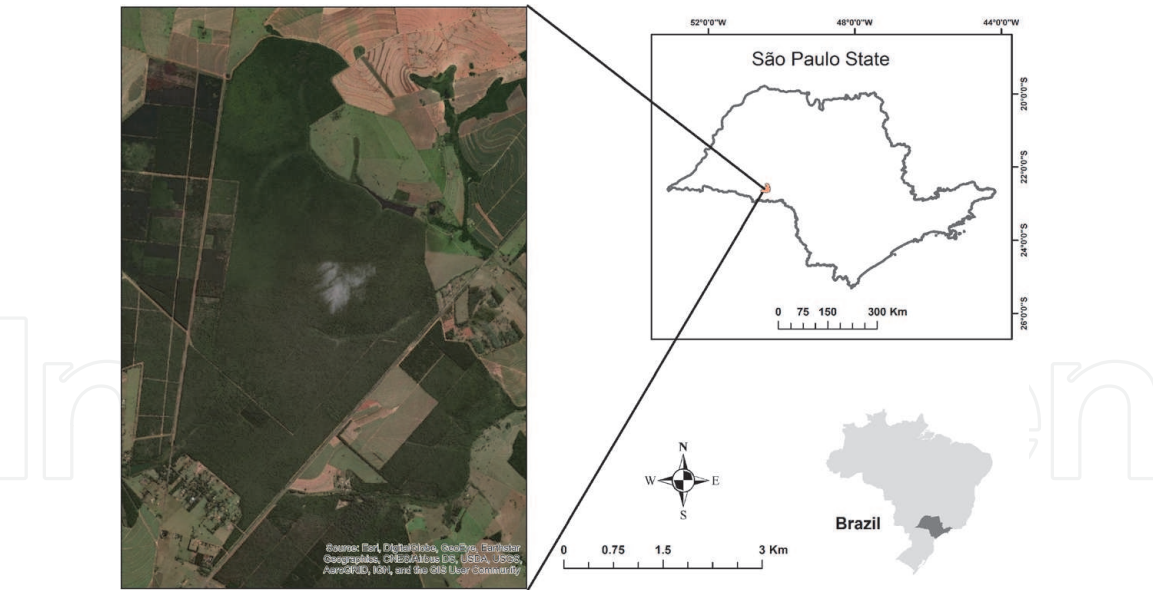 52°0'0"W 48°0'0"W 44°0'0"W
São Paulo State
20°0'0"S
22°0'0"S
24°0'0"S
26°0'0"S
0 75 150 300 Km
N
W E
S
Brazil
0 0.75 1.5 3 Km
Source: Esri, DigitalGlobe, GeoEye, Earthstar
Geographics, CNES/Airbus DS, USDA, USGS,
AeroGRID, IGN, and the GIS User Community